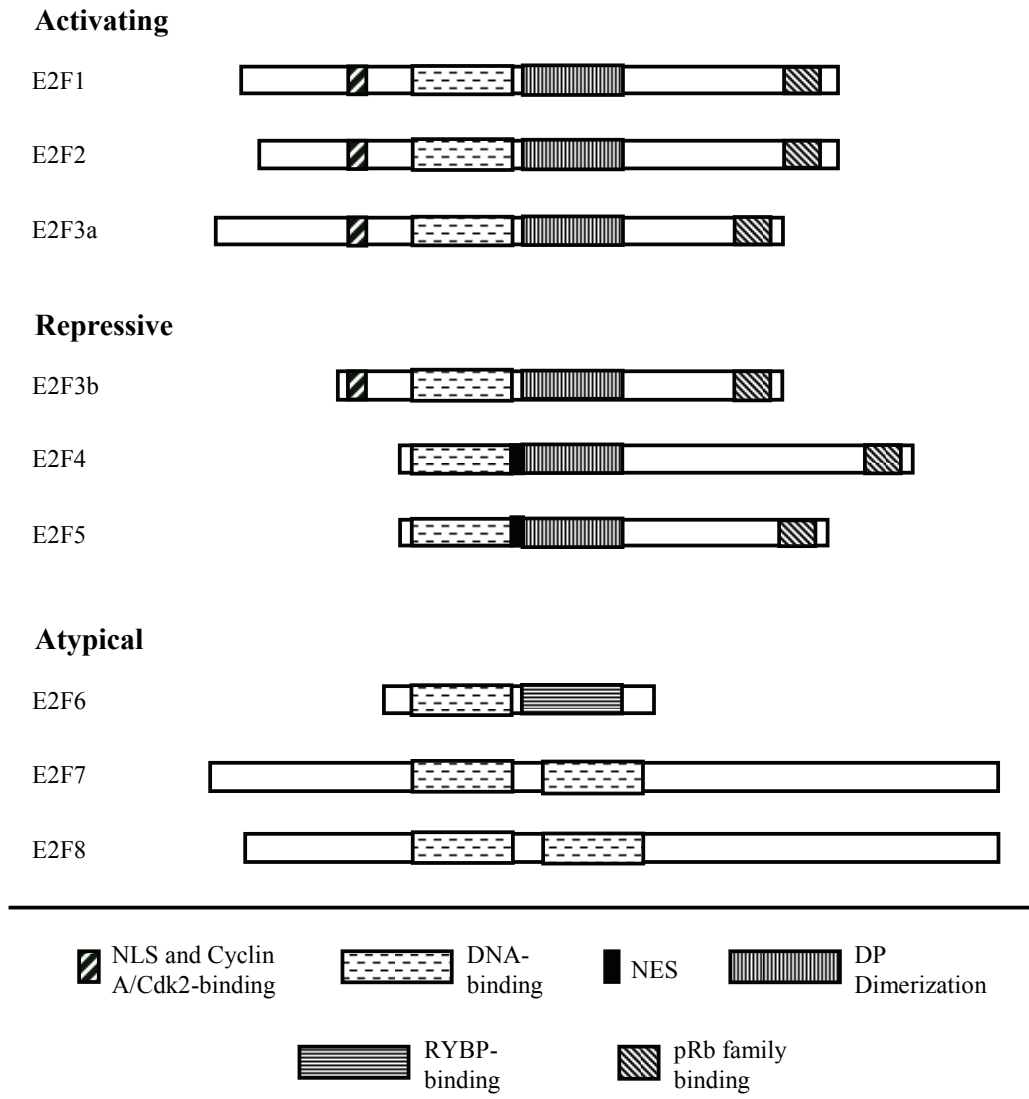 Activating
E2F1
E2F2
E2F3a
Repressive
E2F3b
E2F4
E2F5
Atypical
E2F6
E2F7
E2F8
NLS and Cyclin
A/Cdk2-binding
DNA-
binding
NES
DP
Dimerization
RYBP-
binding
pRb family
binding